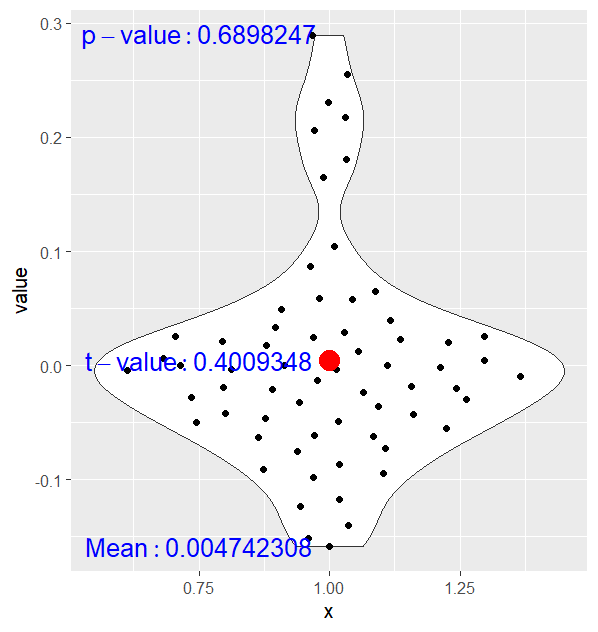 0.3
p – value : 0.6898247
0.2
0.1
value
0.0
t – value : 0.4009348
-0.1
Mean : 0.004742308
0.75 1.00 1.25
x